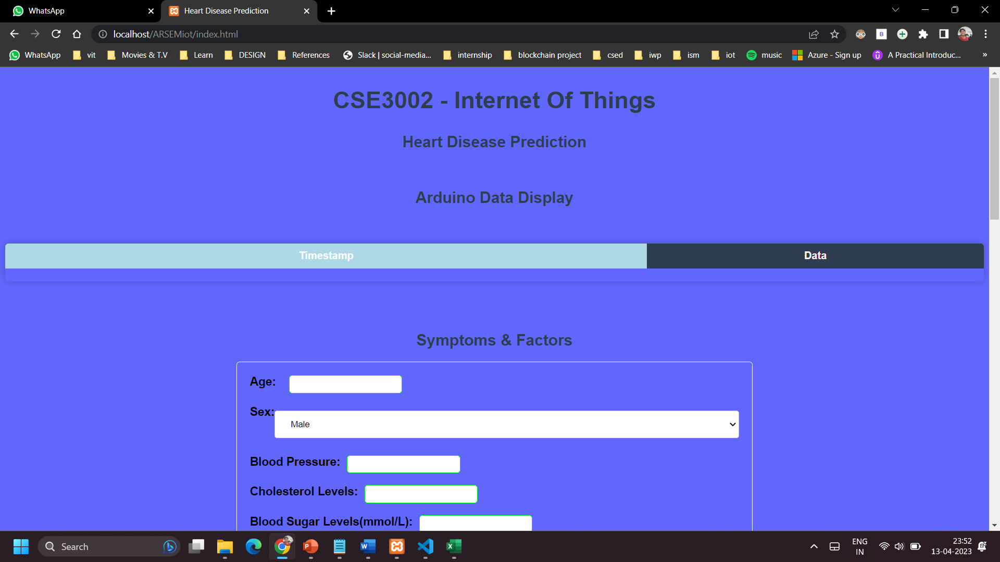 WhatsApp
Heart Disease Prediction
localhost/ARSEMiot/index.html
B
WhatsApp vit Movies & T.V Learn DESIGN References Slack | social-media... internship blockchain project csed iwp ism iot music Azure - Sign up A Practical Introduc... »
CSE3002 - Internet Of Things
Heart Disease Prediction
Arduino Data Display
Timestamp Data
Symptoms & Factors
Age:
Sex:
Male
Blood Pressure:
Cholesterol Levels:
Blood Sugar Levels(mmol/L):
Search
ENG
IN
23:52
13-04-2023